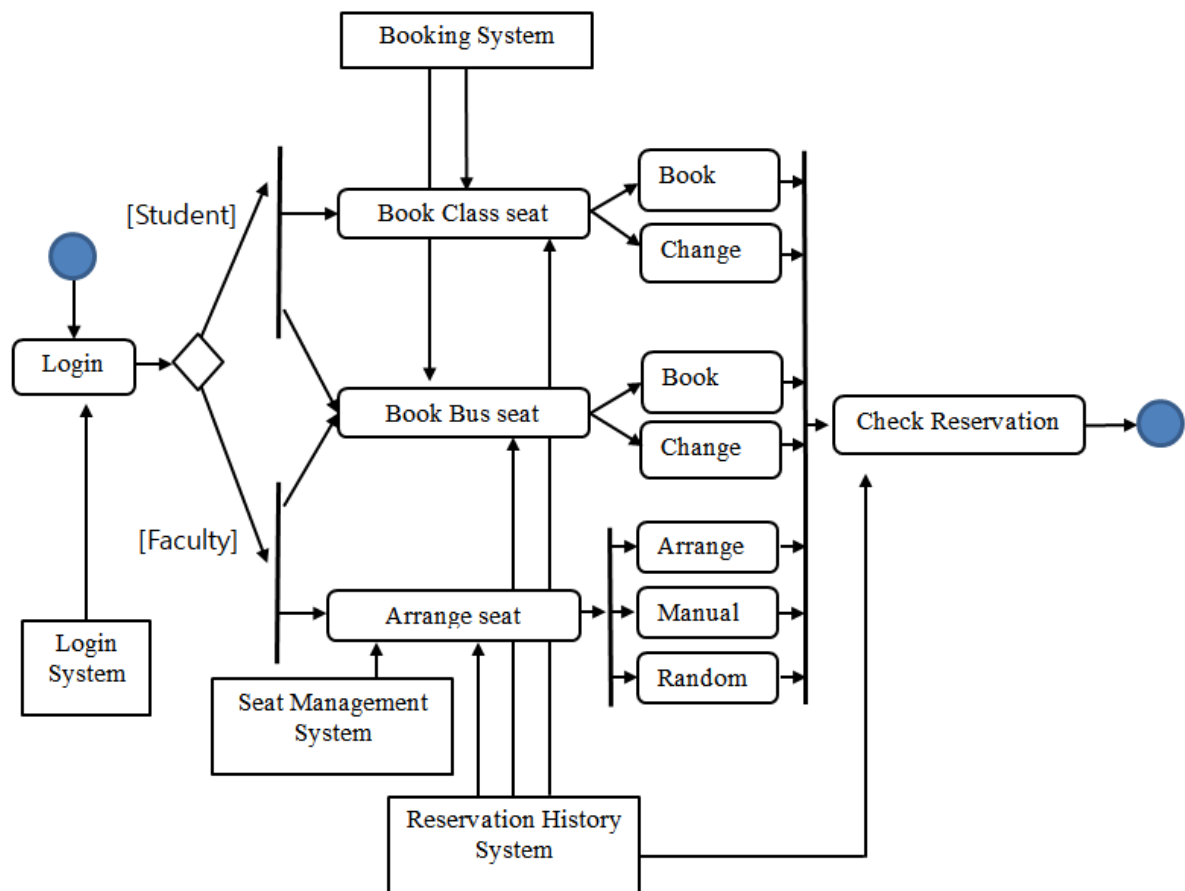 Booking System
Book
[Student]
Book Class seat
Change
Login
Book
Book Bus seat
Change
Check Reservation
[Faculty]
Arrange
Arrange seat
Manual
Login
System
Random
Seat Management
System
Reservation History
System